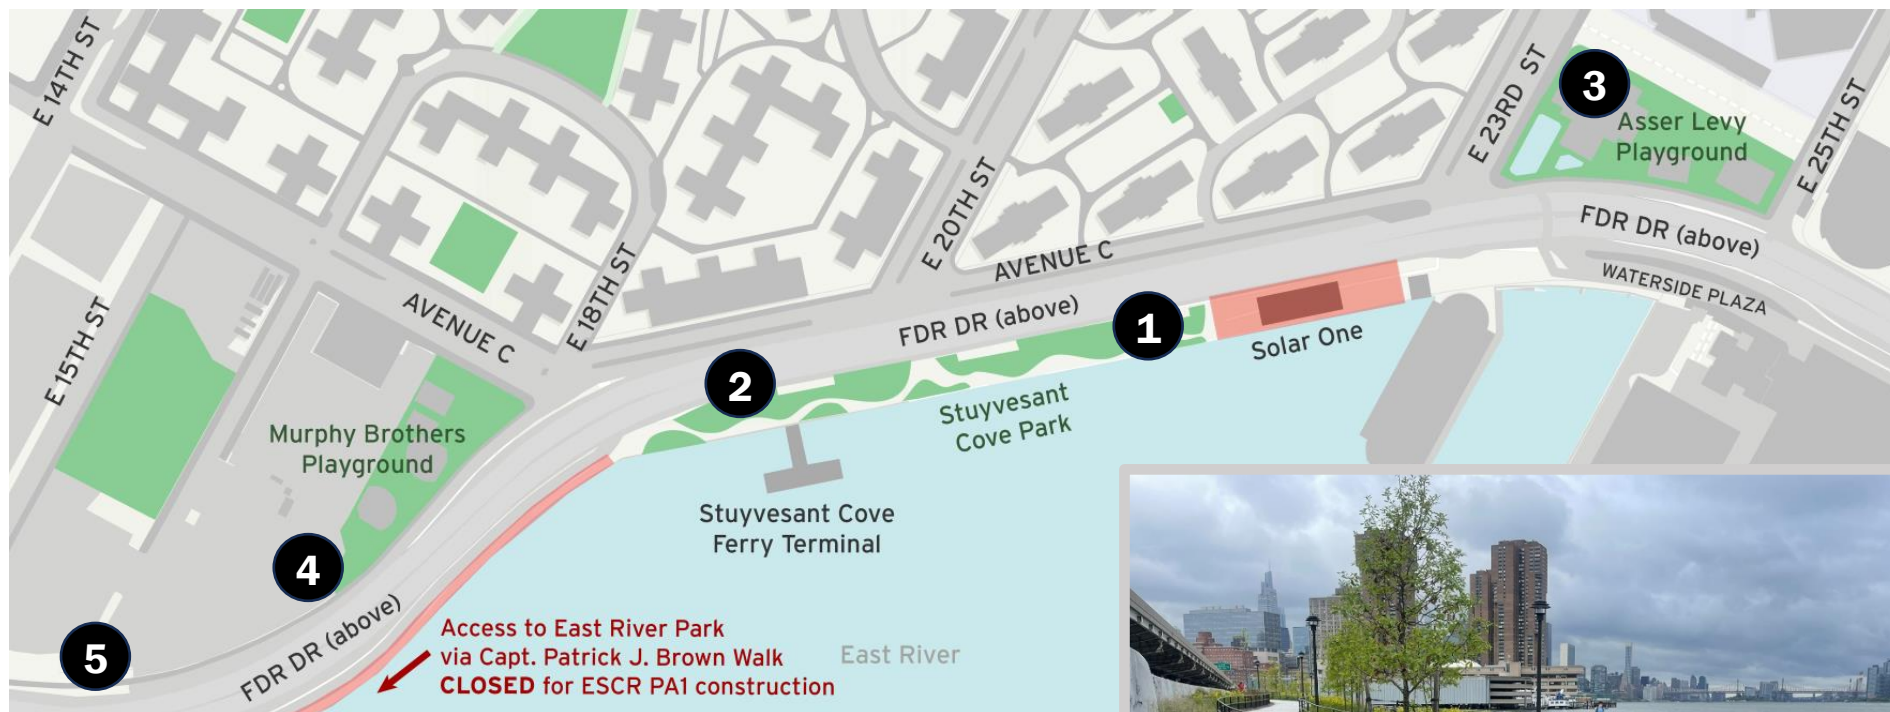 E 14TH ST
E 23RD ST
3
Asser Levy
Playground
E 25TH ST
E 20TH ST
FDR DR (above)
AVENUE C
WATERSIDE PLAZA
E 18TH ST
E 15TH ST
AVENUE C
FDR DR (above)
1
Solar One
2
Stuyvesant
Cove Park
Murphy Brothers
Playground
Stuyvesant Cove
Ferry Terminal
4
FDR DR (above)
5
Access to East River Park
via Capt. Patrick J. Brown Walk
CLOSED for ESCR PA1 construction
East River